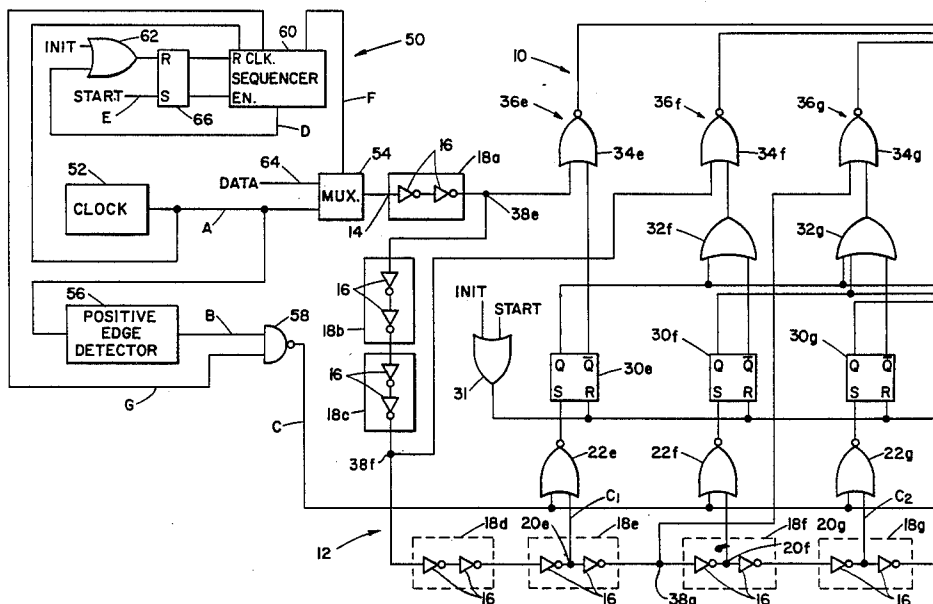 62
60
50
INIT
R
R CLK.
SEQUENCER
EN.
START
S
E
66
D
F
10
36e
36f
36g
34e
34f
34g
52
CLOCK
A
64
DATA
54
MUX.
14
16
18a
38e
32f
32g
16
18b
56
POSITIVE
EDGE
DETECTOR
B
58
G
C
16
18c
38f
INIT
START
31
Q
Q
S
R
30e
30f
Q
Q
S
R
30g
Q
Q
S
R
22e
22f
22g
C1
C2
12
18d
20e
18e
18f
20f
20g
18g
16
16
38g
16
16